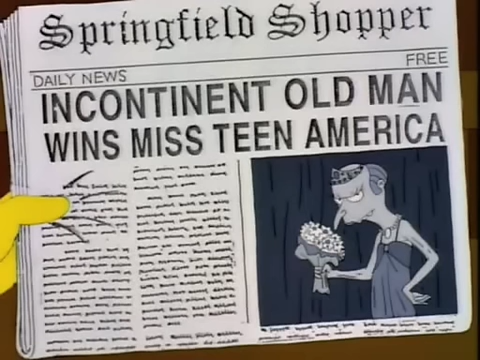 Springfield Shopper
DAILY NEWS
FREE
INCONTINENT OLD MAN
WINS MISS TEEN AMERICA